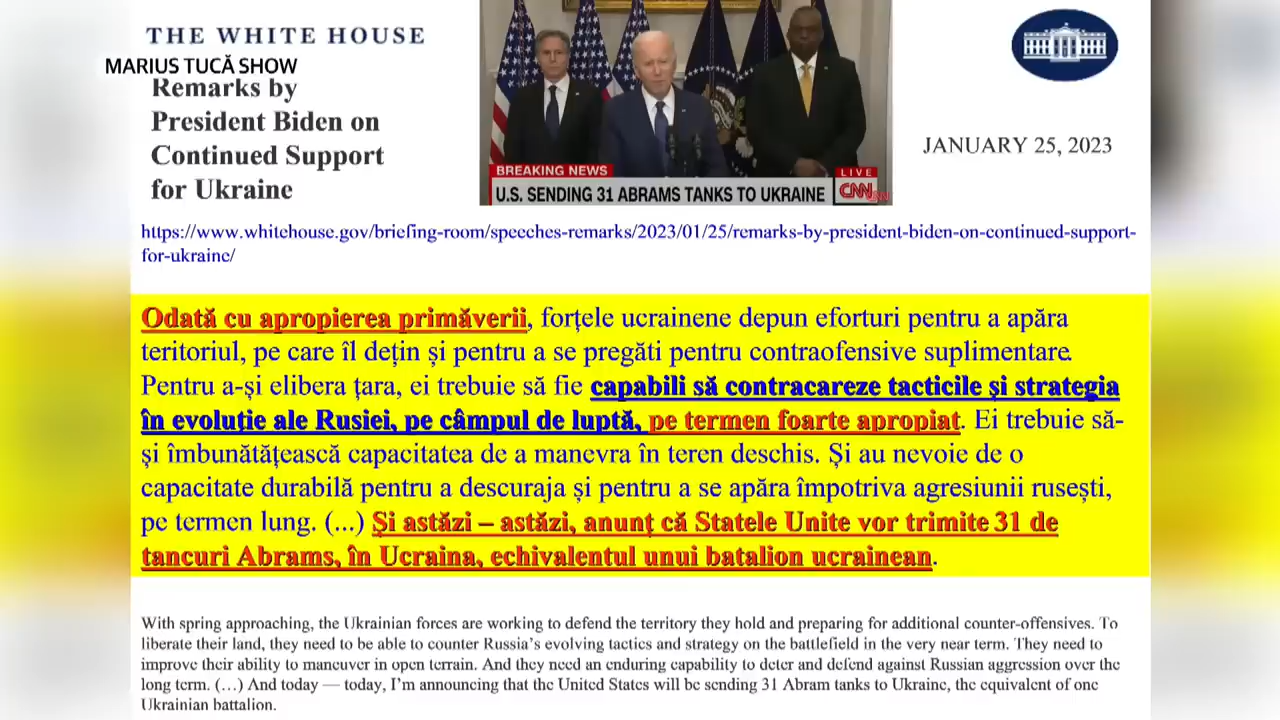 THE WHITE HOUSE
MARIUS TUCĂ SHOW
Remarks by
President Biden on
Continued Support
for Ukraine
BREAKING NEWS
LIVE
U.S. SENDING 31 ABRAMS TANKS TO UKRAINE
CNN
JANUARY 25, 2023
https://www.whitehouse.gov/briefing-room/speeches-remarks/2023/01/25/remarks-by-president-biden-on-continued-support-
for-ukraine/
Odată cu apropierea primăverii, forțele ucrainene depun eforturi pentru a apăra
teritoriul, pe care îl dețin și pentru a se pregăti pentru contraofensive suplimentare.
Pentru a-și elibera țara, ei trebuie să fie capabili să contracareze tacticile și strategia
în evoluție ale Rusiei, pe câmpul de luptă, pe termen foarte apropiat. Ei trebuie să-
și îmbunătățească capacitatea de a manevra în teren deschis. Și au nevoie de o
capacitate durabilă pentru a descuraja și pentru a se apăra împotriva agresiunii rusești,
pe termen lung. (...) Și astăzi – astăzi, anunț că Statele Unite vor trimite 31 de
tancuri Abrams, în Ucraina, echivalentul unui batalion ucrainean.
With spring approaching, the Ukrainian forces are working to defend the territory they hold and preparing for additional counter-offensives. To
liberate their land, they need to be able to counter Russia's evolving tactics and strategy on the battlefield in the very near term. They need to
improve their ability to maneuver in open terrain. And they need an enduring capability to deter and defend against Russian aggression over the
long term. (…) And today — today, I'm announcing that the United States will be sending 31 Abram tanks to Ukraine, the equivalent of one
Ukrainian battalion.